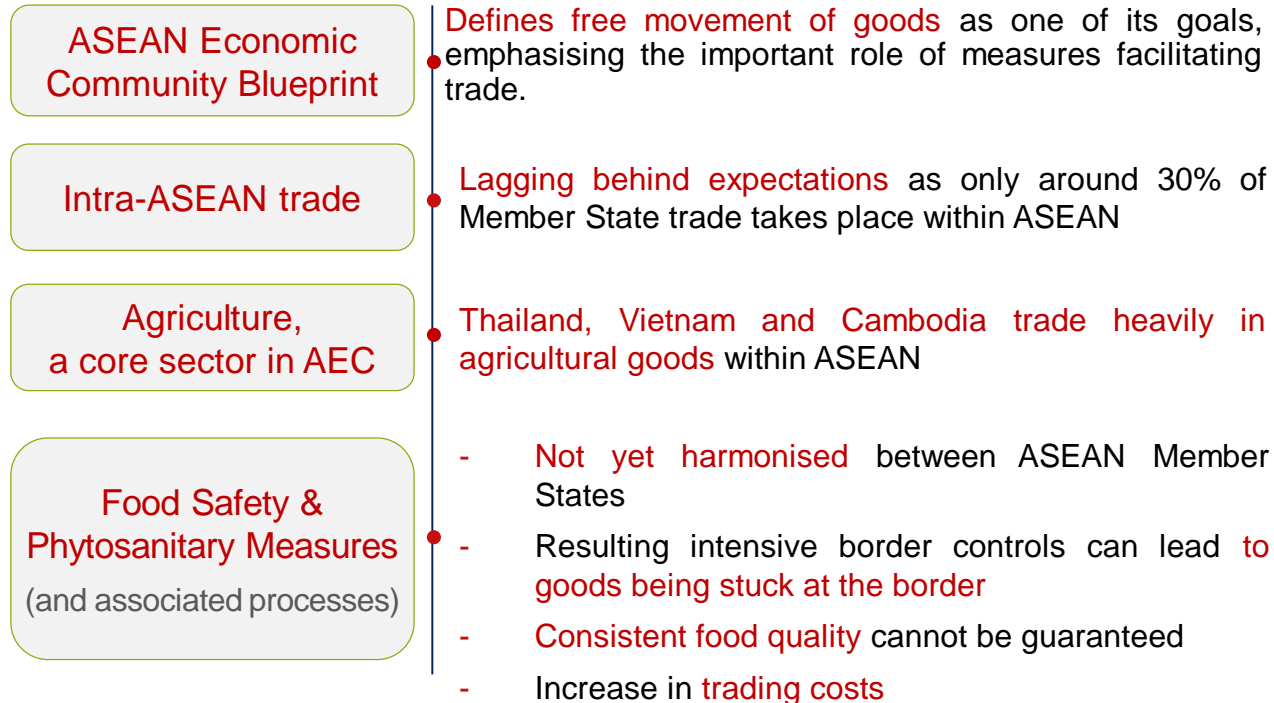 ASEAN Economic
Community Blueprint
Defines free movement of goods as one of its goals,
emphasising the important role of measures facilitating
trade.
Intra-ASEAN trade
Lagging behind expectations as only around 30% of
Member State trade takes place within ASEAN
Agriculture,
a core sector in AEC
Thailand, Vietnam and Cambodia trade heavily in
agricultural goods within ASEAN
Food Safety &
Phytosanitary Measures
(and associated processes)
- Not yet harmonised between ASEAN Member
States
- Resulting intensive border controls can lead to
goods being stuck at the border
- Consistent food quality cannot be guaranteed
- Increase in trading costs